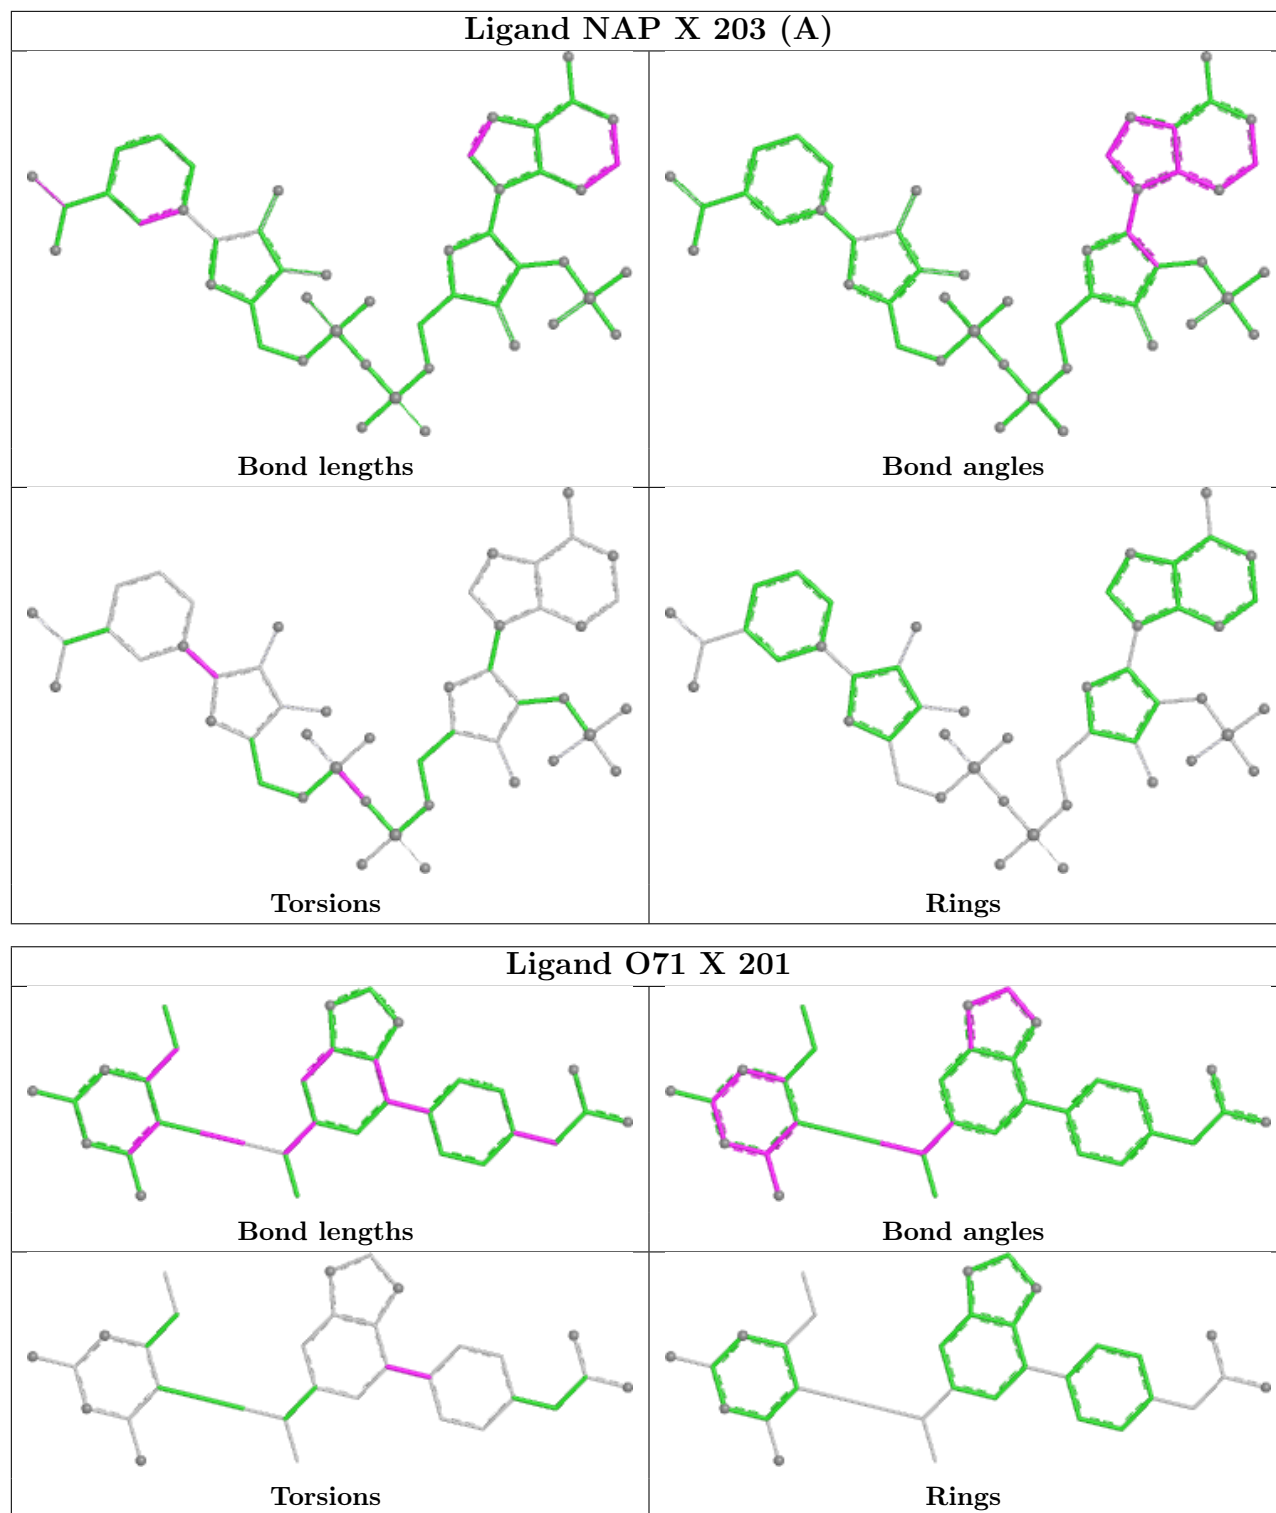 Ligand NAP X 203 (A)
Bond lengths
Bond angles
Torsions
Rings
Ligand O71 X 201
Bond lengths
Bond angles
Torsions
Rings